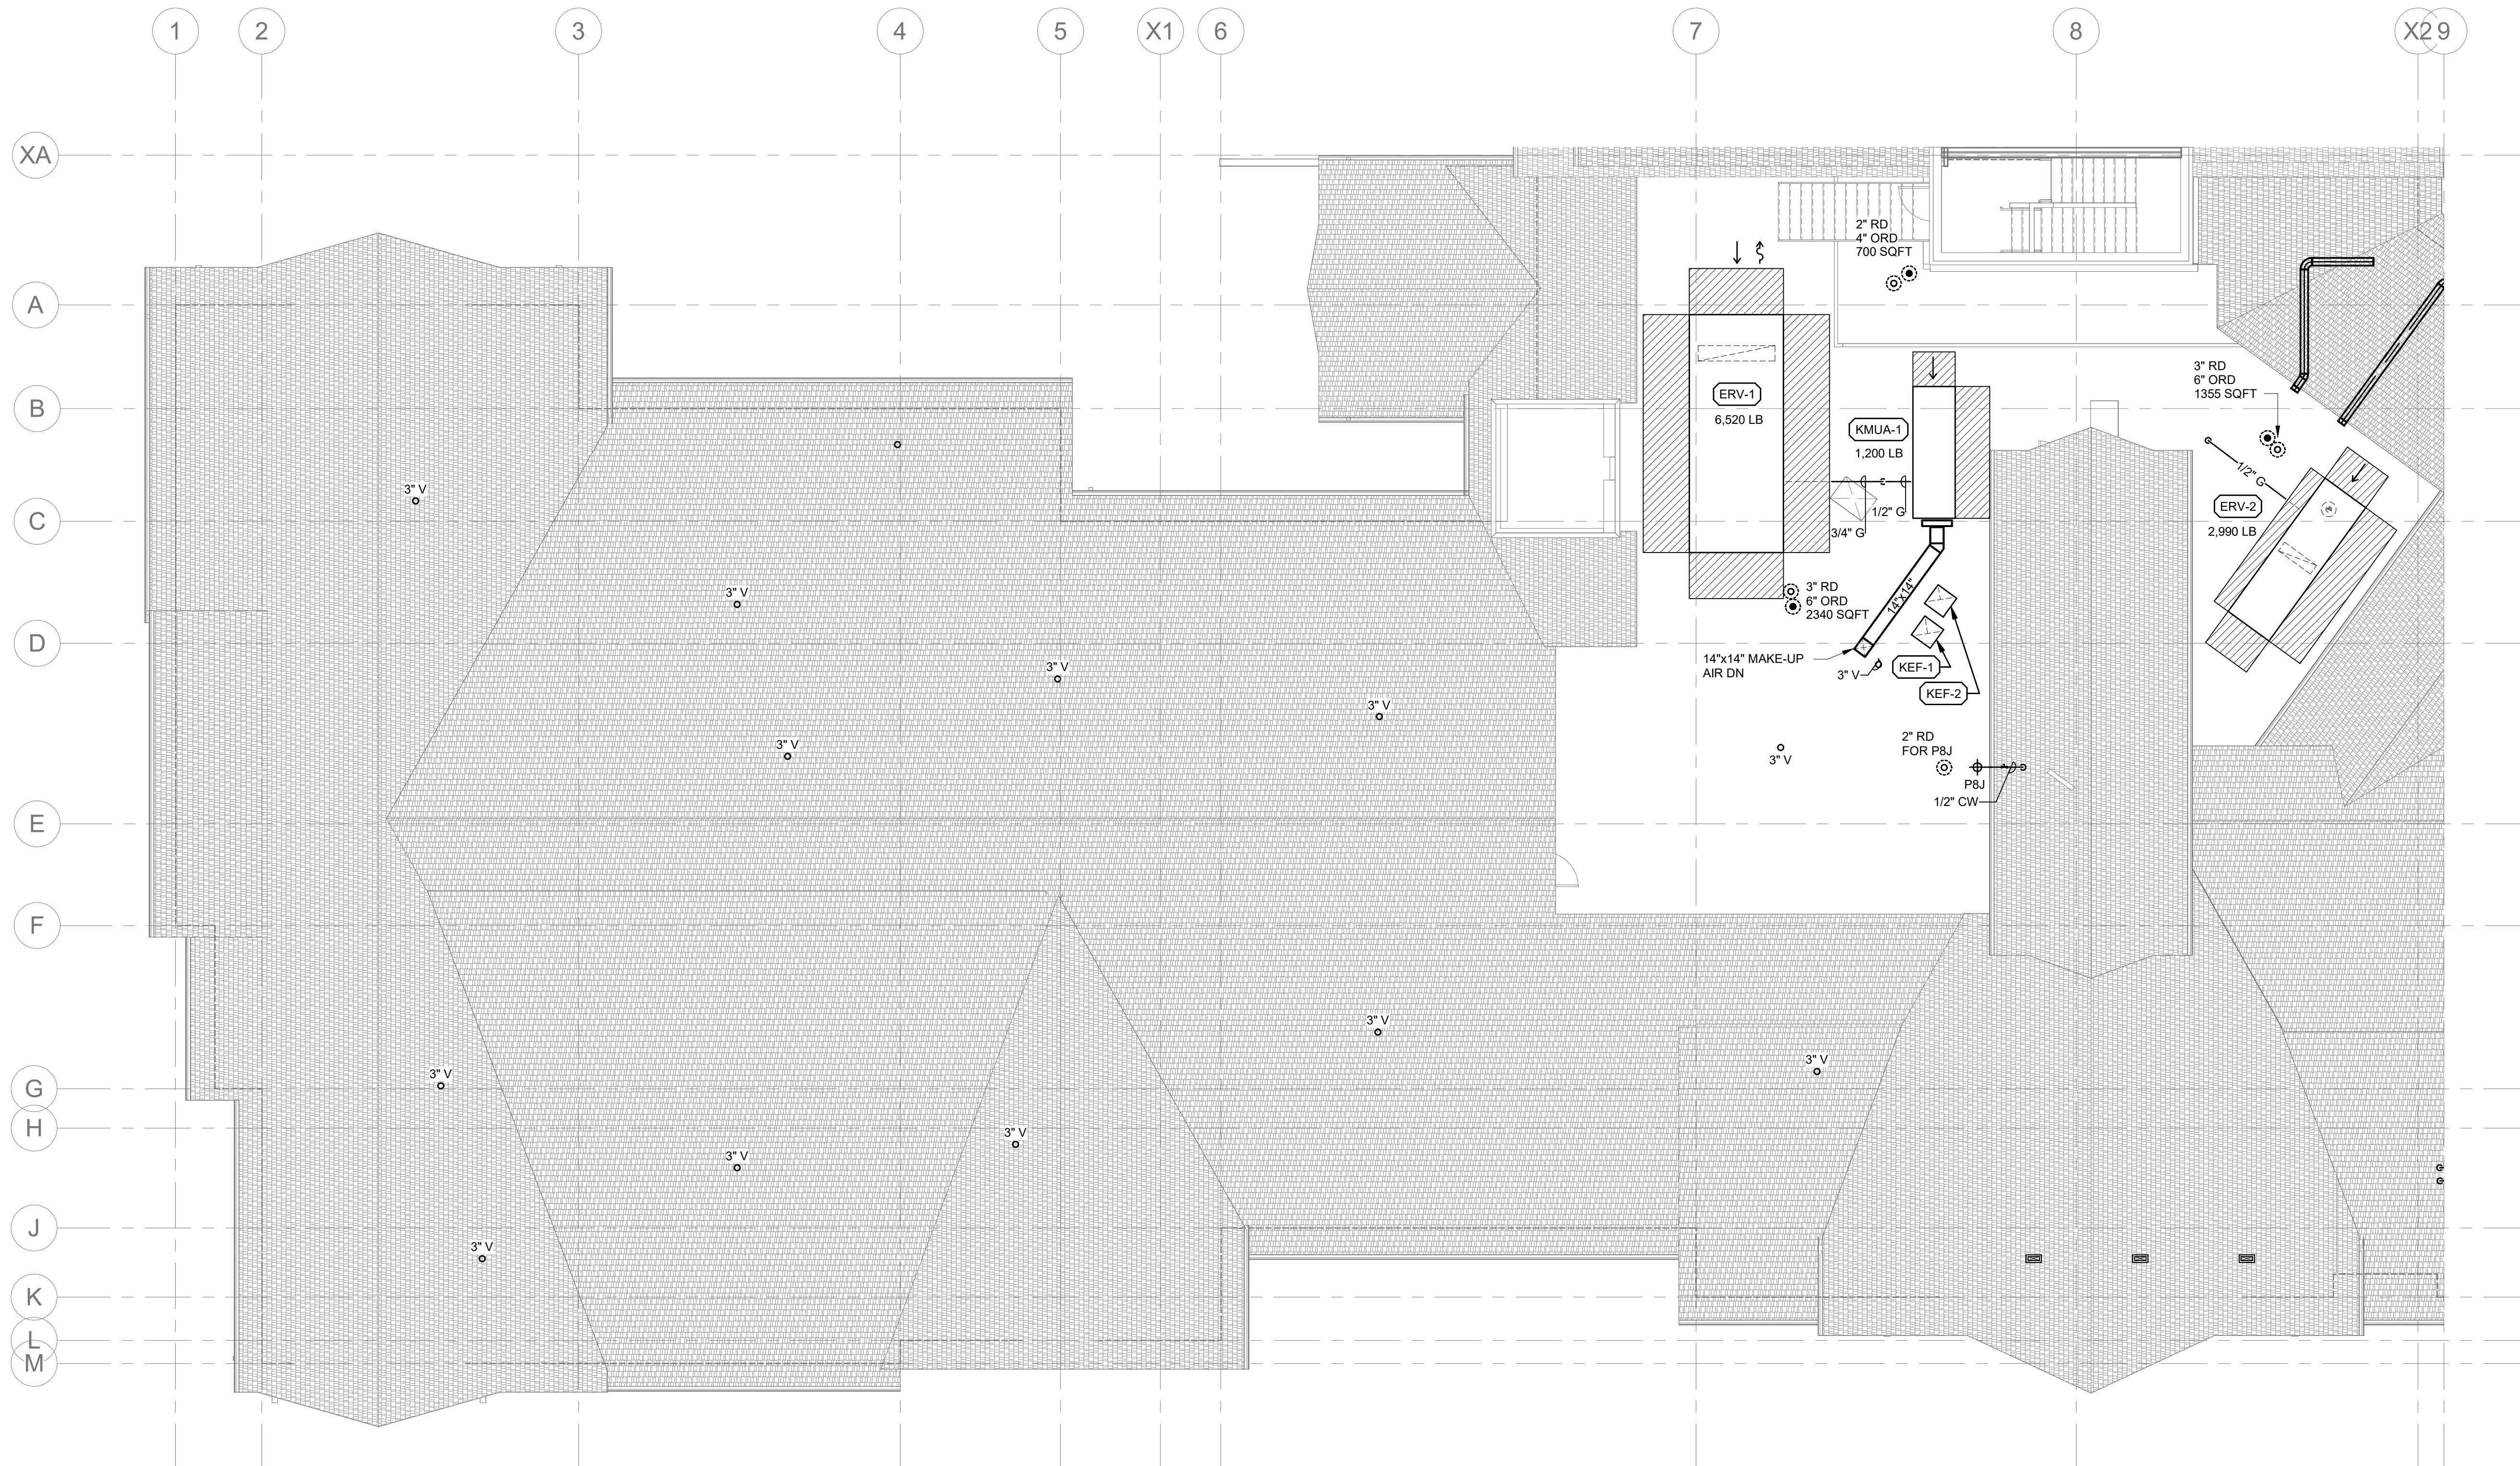 1
2
3
4
5
X1
6
7
8
X2
9
XA
2" RD
4" ORD
700 SQFT
A
3" RD
6" ORD
1355 SQFT
ERV-1
6,520 LB
B
KMUA-1
1,200 LB
1/2" G
3" V
ERV-2
2,990 LB
C
1/2" G
3/4" G
3" V
3" RD
6" ORD
2340 SQFT
14"x14"
D
14"x14" MAKE-UP
AIR DN
3" V
KEF-1
KEF-2
3" V
3" V
3" V
2" RD
FOR P8J
3" V
P8J
1/2" CW
E
F
3" V
3" V
3" V
G
H
3" V
3" V
J
3" V
K
L
M